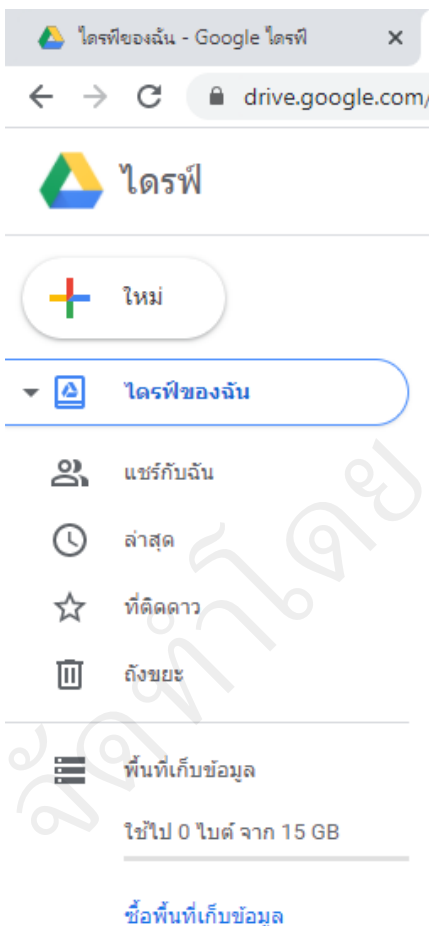 ไดรฟ์ของฉัน - Google ไดรฟ์
drive.google.com/
ไดรฟ์
ใหม่
ไดรฟ์ของฉัน
แชร์กับฉัน
ล่าสุด
ที่ติดดาว
ถังขยะ
พื้นที่เก็บข้อมูล
ใช้ไป 0 ไบต์ จาก 15 GB
ซื้อพื้นที่เก็บข้อมูล
จัดทำโดย